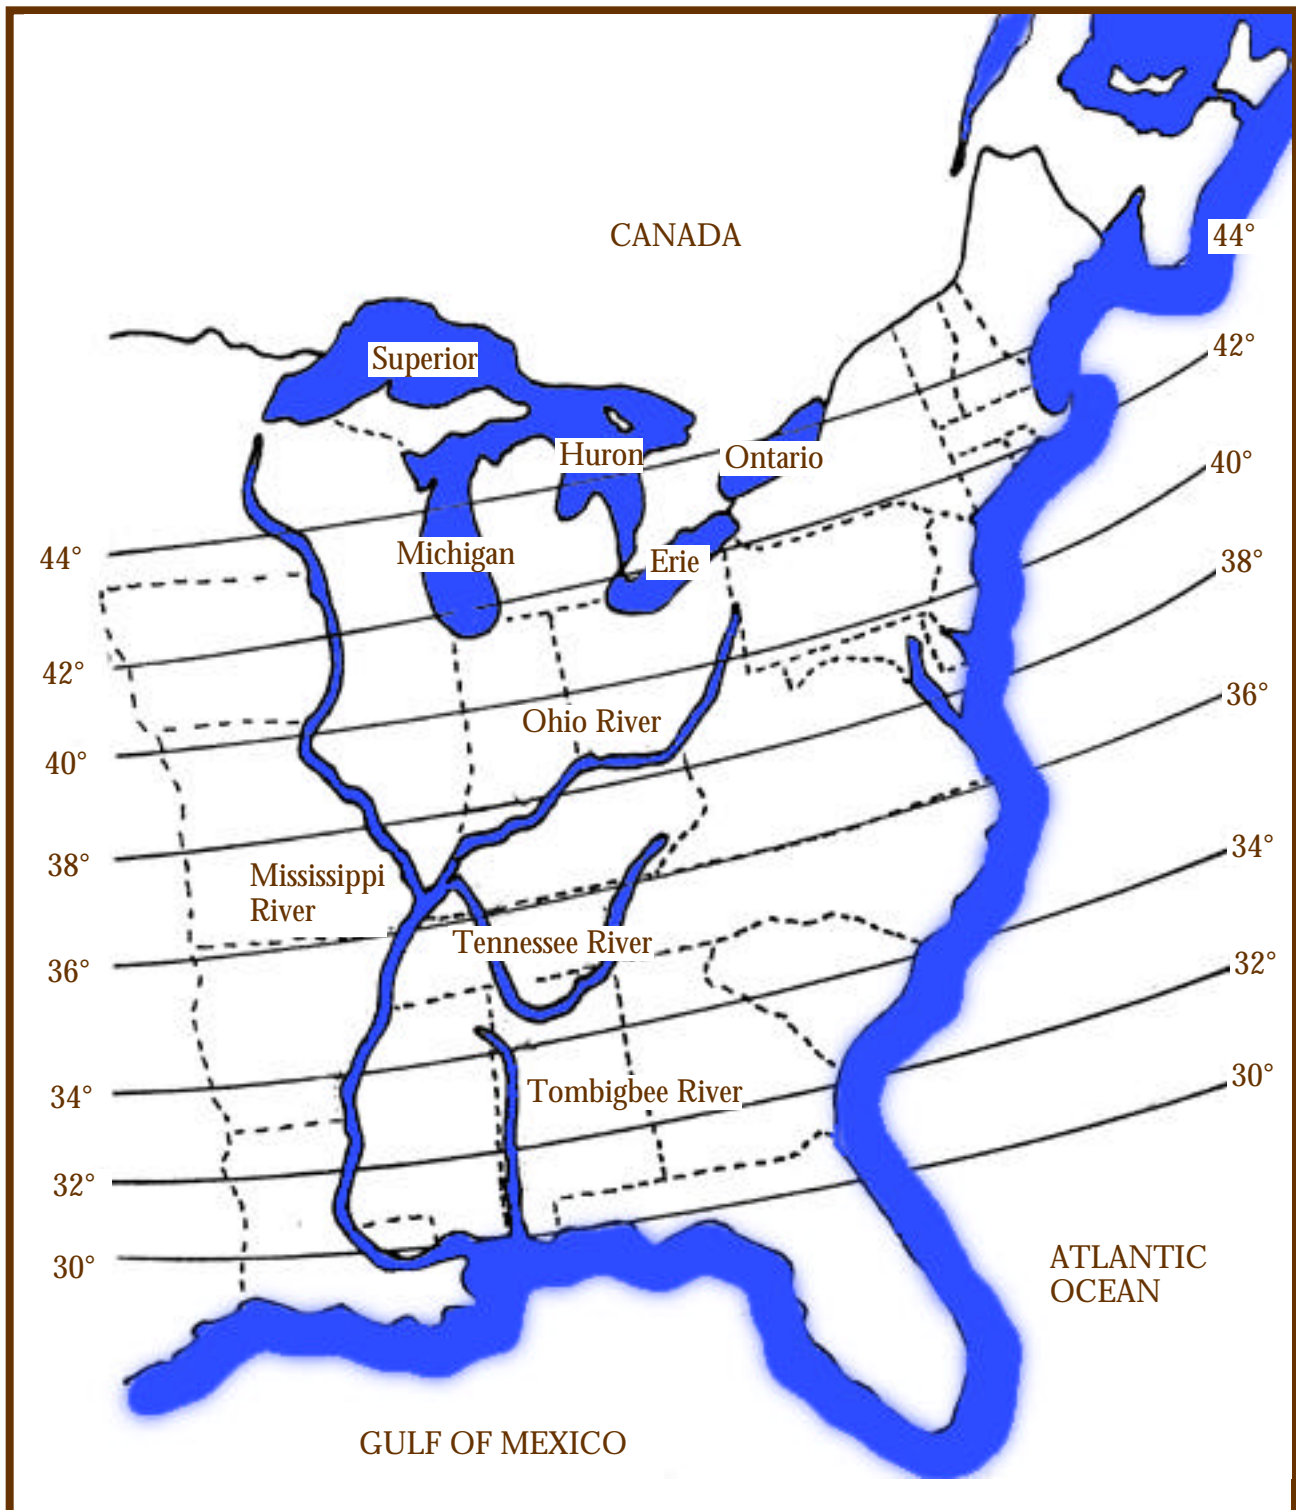 CANADA
44°
42°
Superior
Huron
Ontario
40°
44°
Michigan
Erie
38°
42°
36°
Ohio River
40°
34°
38°
Mississippi
River
Tennessee River
36°
32°
30°
34°
Tombigbee River
32°
30°
ATLANTIC
OCEAN
GULF OF MEXICO